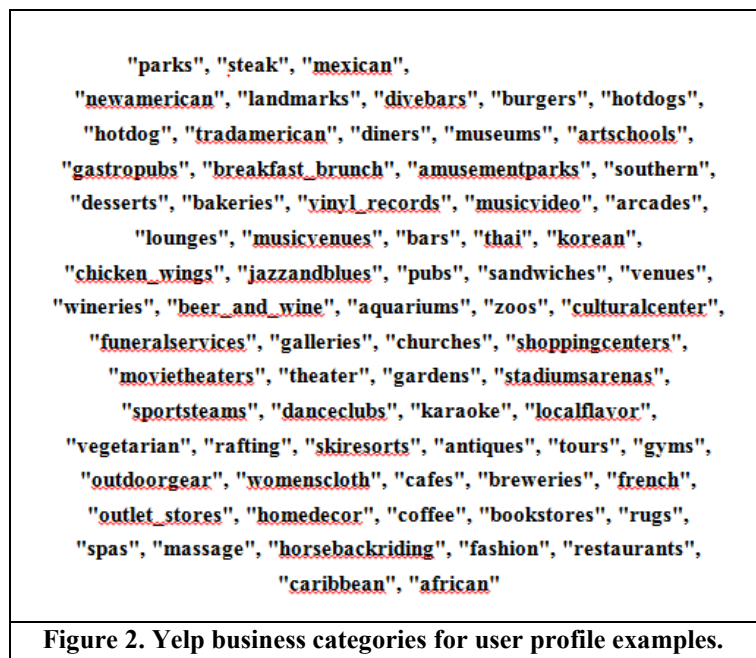 "parks", "steak", "mexican",
"newamerican", "landmarks", "divebars", "burgers", "hotdogs",
"hotdog", "tradamerican", "diners", "museums", "artschools",
"gastropubs", "breakfast_brunch", "amusementparks", "southern",
"desserts", "bakeries", "vinyl_records", "musicvideo", "arcades",
"lounges", "musicvenues", "bars", "thai", "korean",
"chicken_wings", "jazzandblues", "pubs", "sandwiches", "venues",
"wineries", "beer_and_wine", "aquariums", "zoos", "culturalcenter",
"funeralservices", "galleries", "churches", "shoppingcenters",
"movietheaters", "theater", "gardens", "stadiumsarenas",
"sportsteams", "danceclubs", "karaoke", "localflavor",
"vegetarian", "rafting", "skiresorts", "antiques", "tours", "gyms",
"outdoorgear", "womenscloth", "cafes", "breweries", "french",
"outlet_stores", "homedecor", "coffee", "bookstores", "rugs",
"spas", "massage", "horsebackriding", "fashion", "restaurants",
"caribbean", "african"
Figure 2. Yelp business categories for user profile examples.